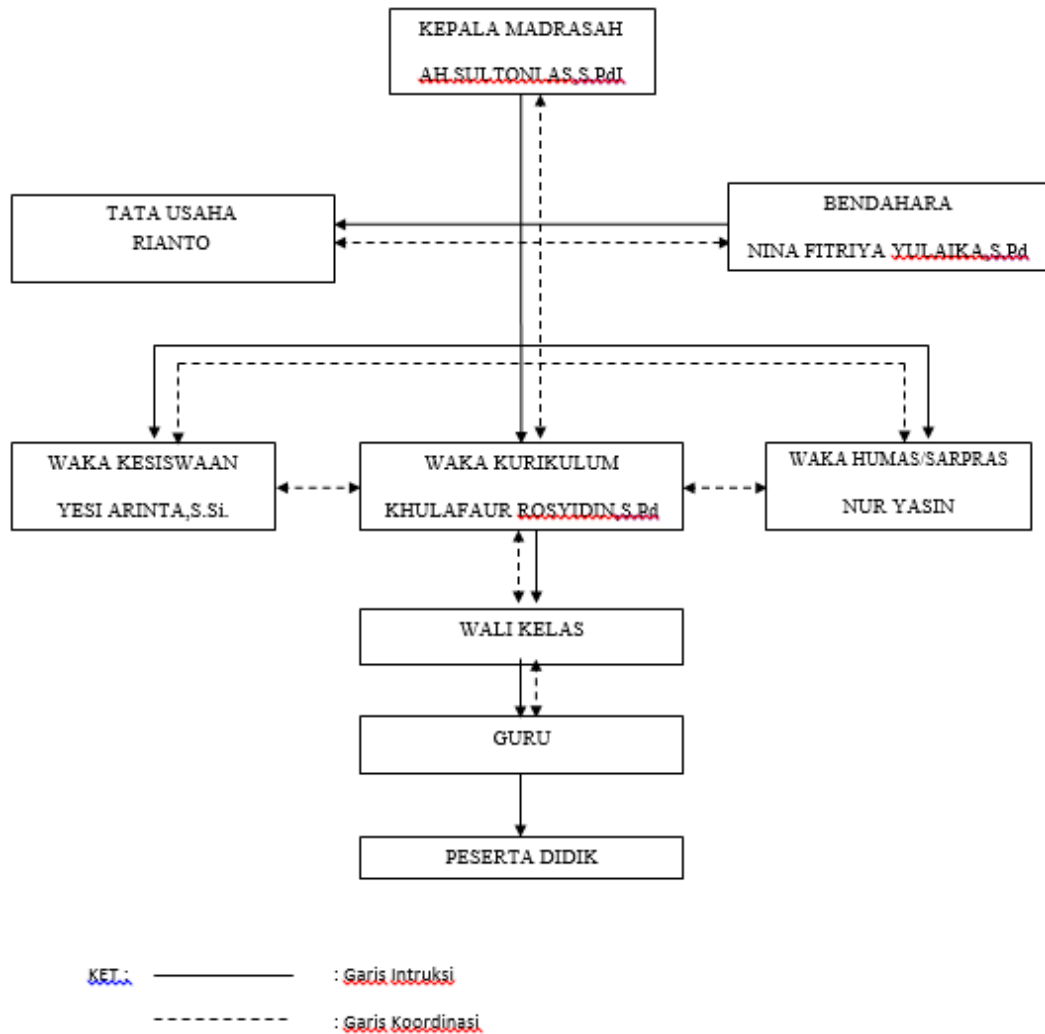 KEPALA MADRASAH
AH SULTONI AS,S.PdI
TATA USAHA
RIANTO
BENDAHARA
NINA FITRIYA YULAIKA,S.Pd
WAKA KESISWAAN
YESI ARINTA,S.Si.
WAKA KURIKULUM
KHULAFAUR ROSYIDIN,S.Pd
WAKA HUMAS/SARPRAS
NUR YASIN
WALI KELAS
GURU
PESERTA DIDIK
KET : : Garis Intruksi
: Garis Koordinasi